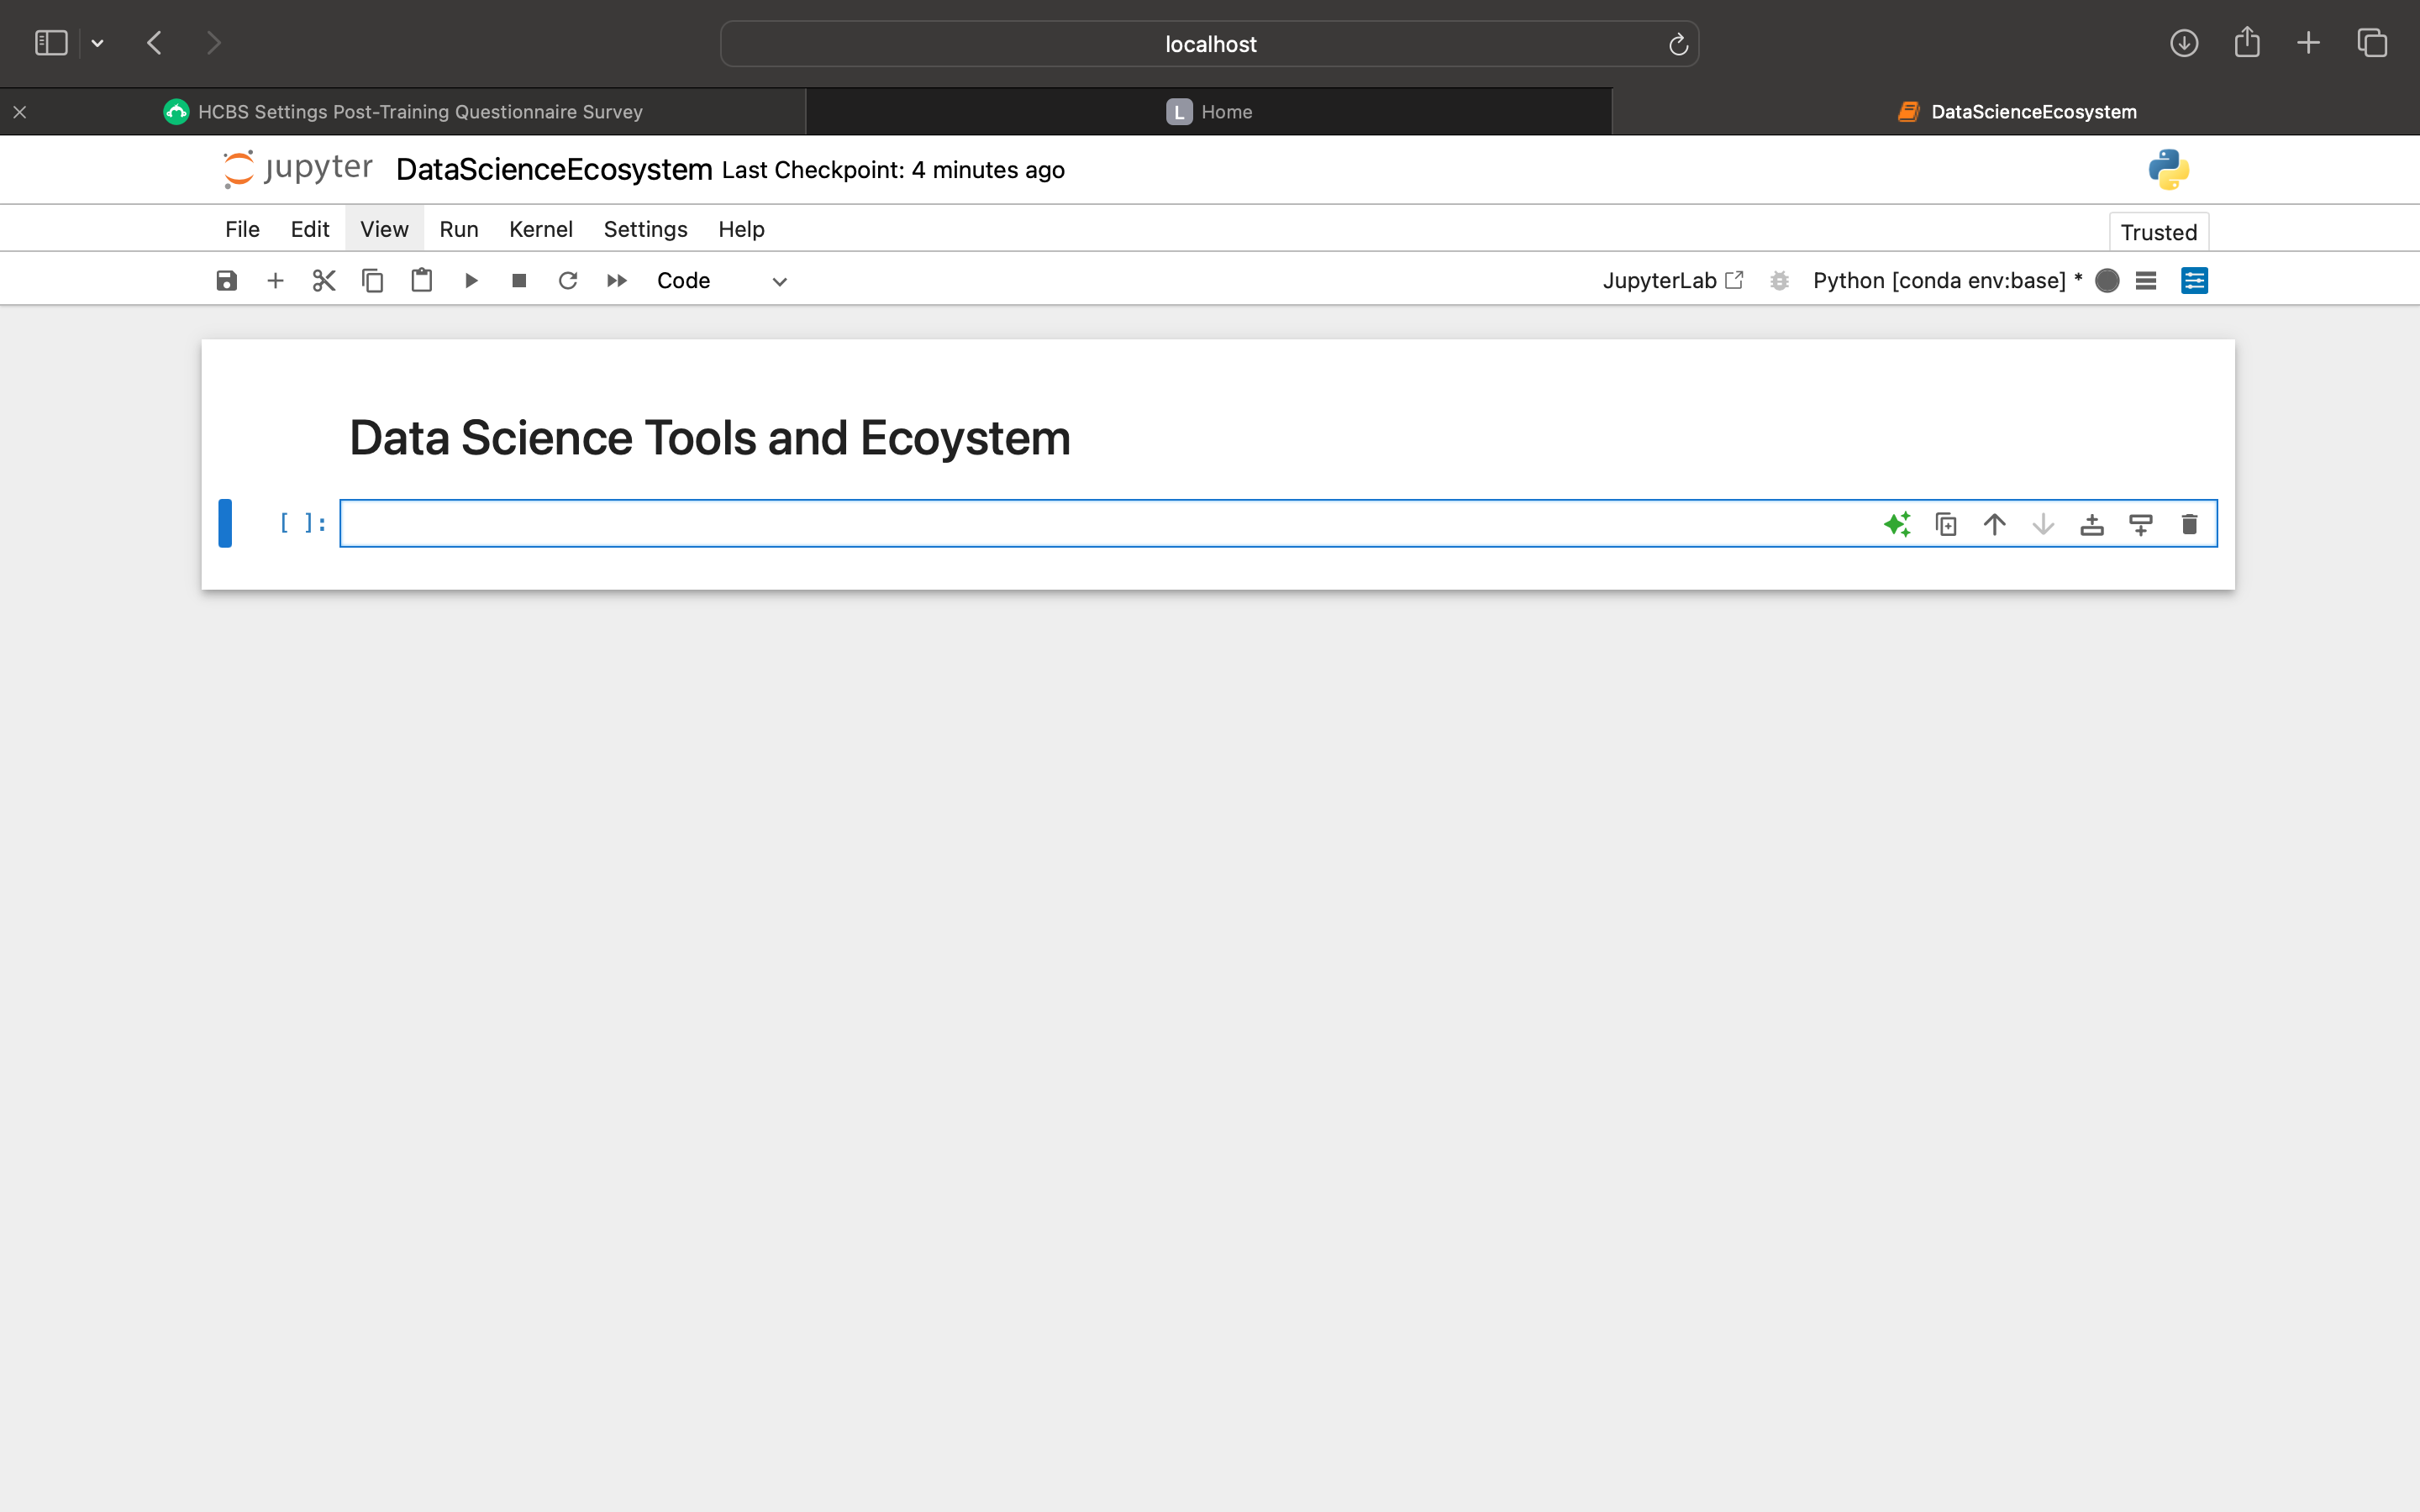 localhost
HCBS Settings Post-Training Questionnaire Survey
L Home
DataScienceEcosystem
jupyter DataScienceEcosystem Last Checkpoint: 4 minutes ago
File Edit View Run Kernel Settings Help
Trusted
Code
JupyterLab Python [conda env:base] *
Data Science Tools and Ecoystem
[ ]: